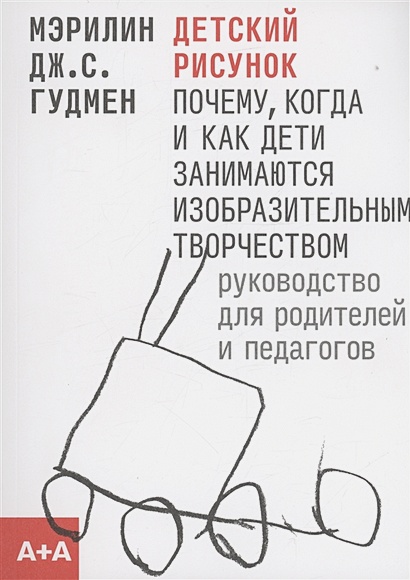 МЭРИЛИН
ДЖ.С.
ГУДМЕН
ДЕТСКИЙ
РИСУНОК
ПОЧЕМУ, КОГДА
И КАК ДЕТИ
ЗАНИМАЮТСЯ
ИЗОБРАЗИТЕЛЬНЫМ
ТВОРЧЕСТВОМ
руководство
для родителей
и педагогов
А+А